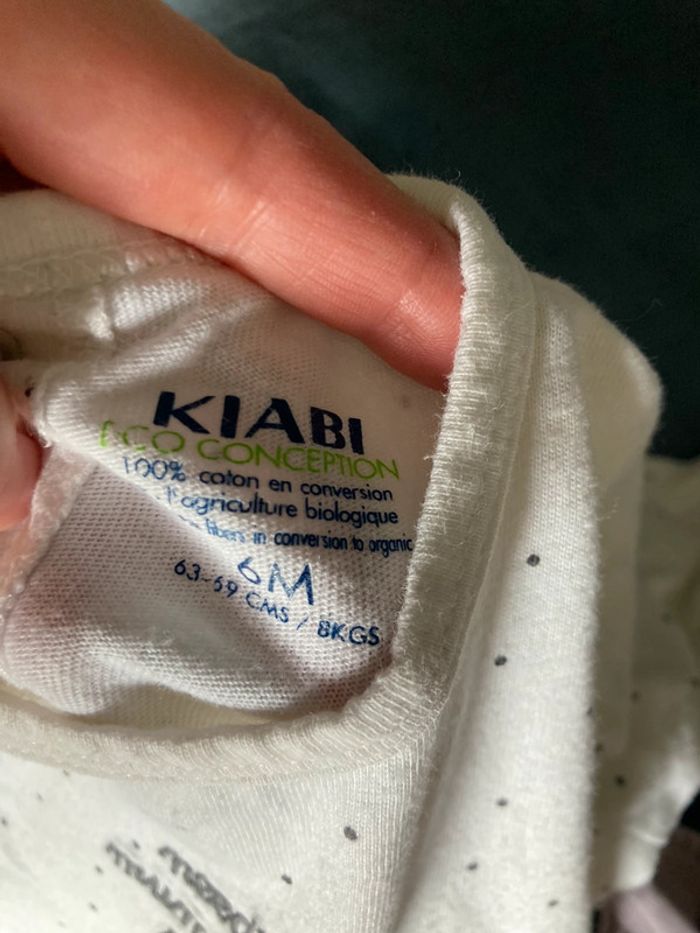 KIABI
ECO CONCEPTION
100% coton en conversion
l'agriculture biologique
fibers in conversion to organic
6M
63-69 CMS / 8KGS